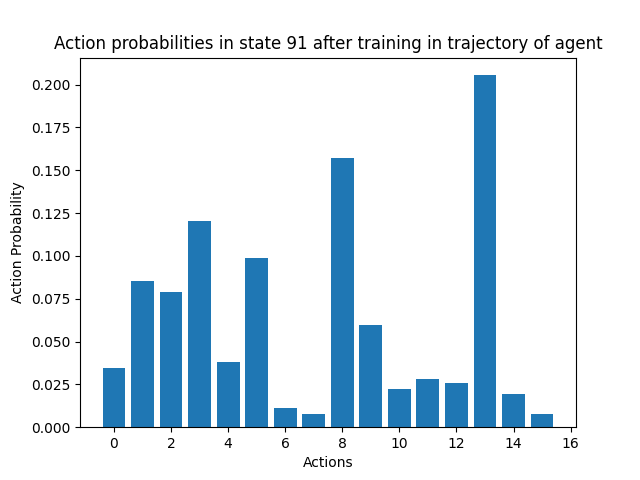 Action probabilities in state 91 after training in trajectory of agent
0.200
0.175
0.150
0.125
0.100
0.075
0.050
0.025
0.000
Action Probability
0 2 4 6 8 10 12 14 16
Actions